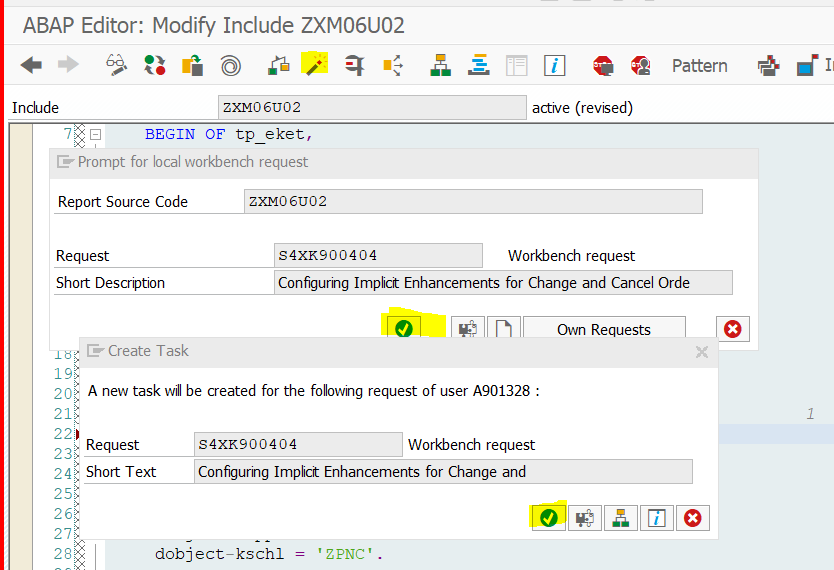 ABAP Editor: Modify Include ZXM06U02
Pattern
Include ZXM06U02 active (revised)
7 BEGIN OF tp_eket,
Prompt for local workbench request
Report Source Code ZXM06U02
Request S4XK900404 Workbench request
Short Description Configuring Implicit Enhancements for Change and Cancel Orde
Own Requests
18 Create Task
19
20 A new task will be created for the following request of user A901328 :
21 1
22 Request S4XK900404 Workbench request
23
24 Short Text Configuring Implicit Enhancements for Change and
25
26
27
28 dobject-kschl = 'ZPNC'.